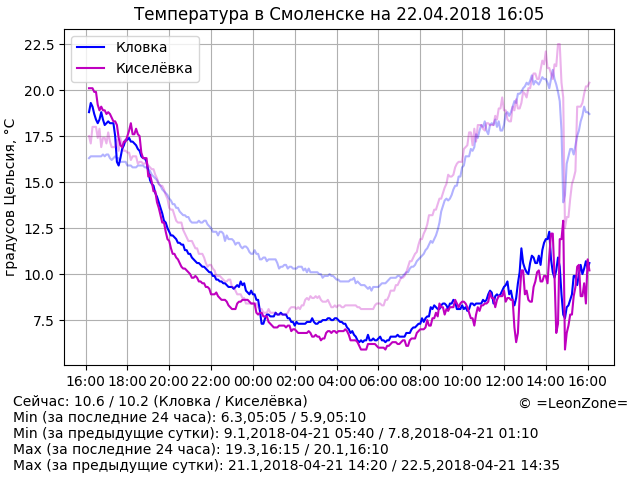 Температура в Смоленске на 22.04.2018 16:05
Кловка
Киселёвка
градусов Цельсия, °C
22.5
20.0
17.5
15.0
12.5
10.0
7.5
16:00 18:00 20:00 22:00 00:00 02:00 04:00 06:00 08:00 10:00 12:00 14:00 16:00
Сейчас: 10.6 / 10.2 (Кловка / Киселёвка)
© =LeonZone=
Min (за последние 24 часа): 6.3,05:05 / 5.9,05:10
Min (за предыдущие сутки): 9.1,2018-04-21 05:40 / 7.8,2018-04-21 01:10
Max (за последние 24 часа): 19.3,16:15 / 20.1,16:10
Max (за предыдущие сутки): 21.1,2018-04-21 14:20 / 22.5,2018-04-21 14:35